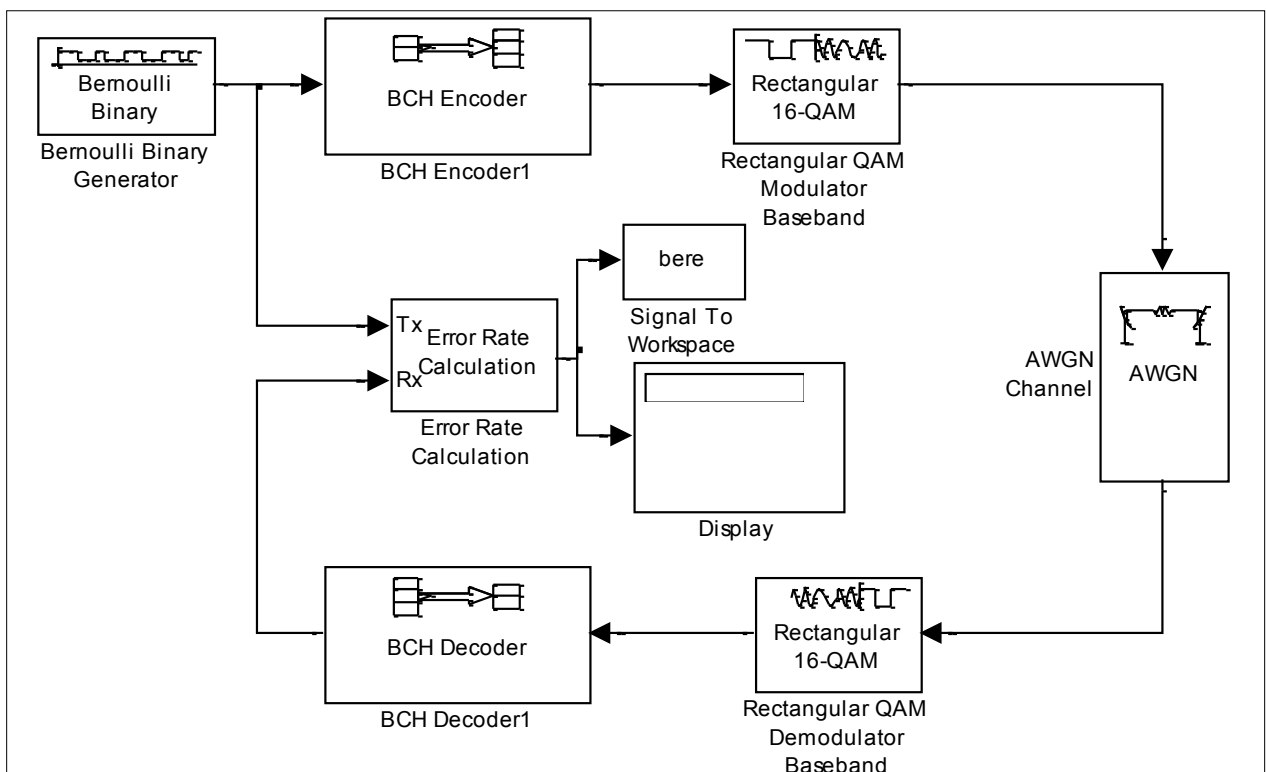 Bernoulli
Binary
Bernoulli Binary
Generator
BCH Encoder
BCH Encoder1
Rectangular
16-QAM
Rectangular QAM
Modulator
Baseband
bere
Signal To
Workspace
Tx
Error Rate
Calculation
Rx
Error Rate
Calculation
Display
AWGN
Channel
AWGN
BCH Decoder
BCH Decoder1
Rectangular
16-QAM
Rectangular QAM
Demodulator
Baseband